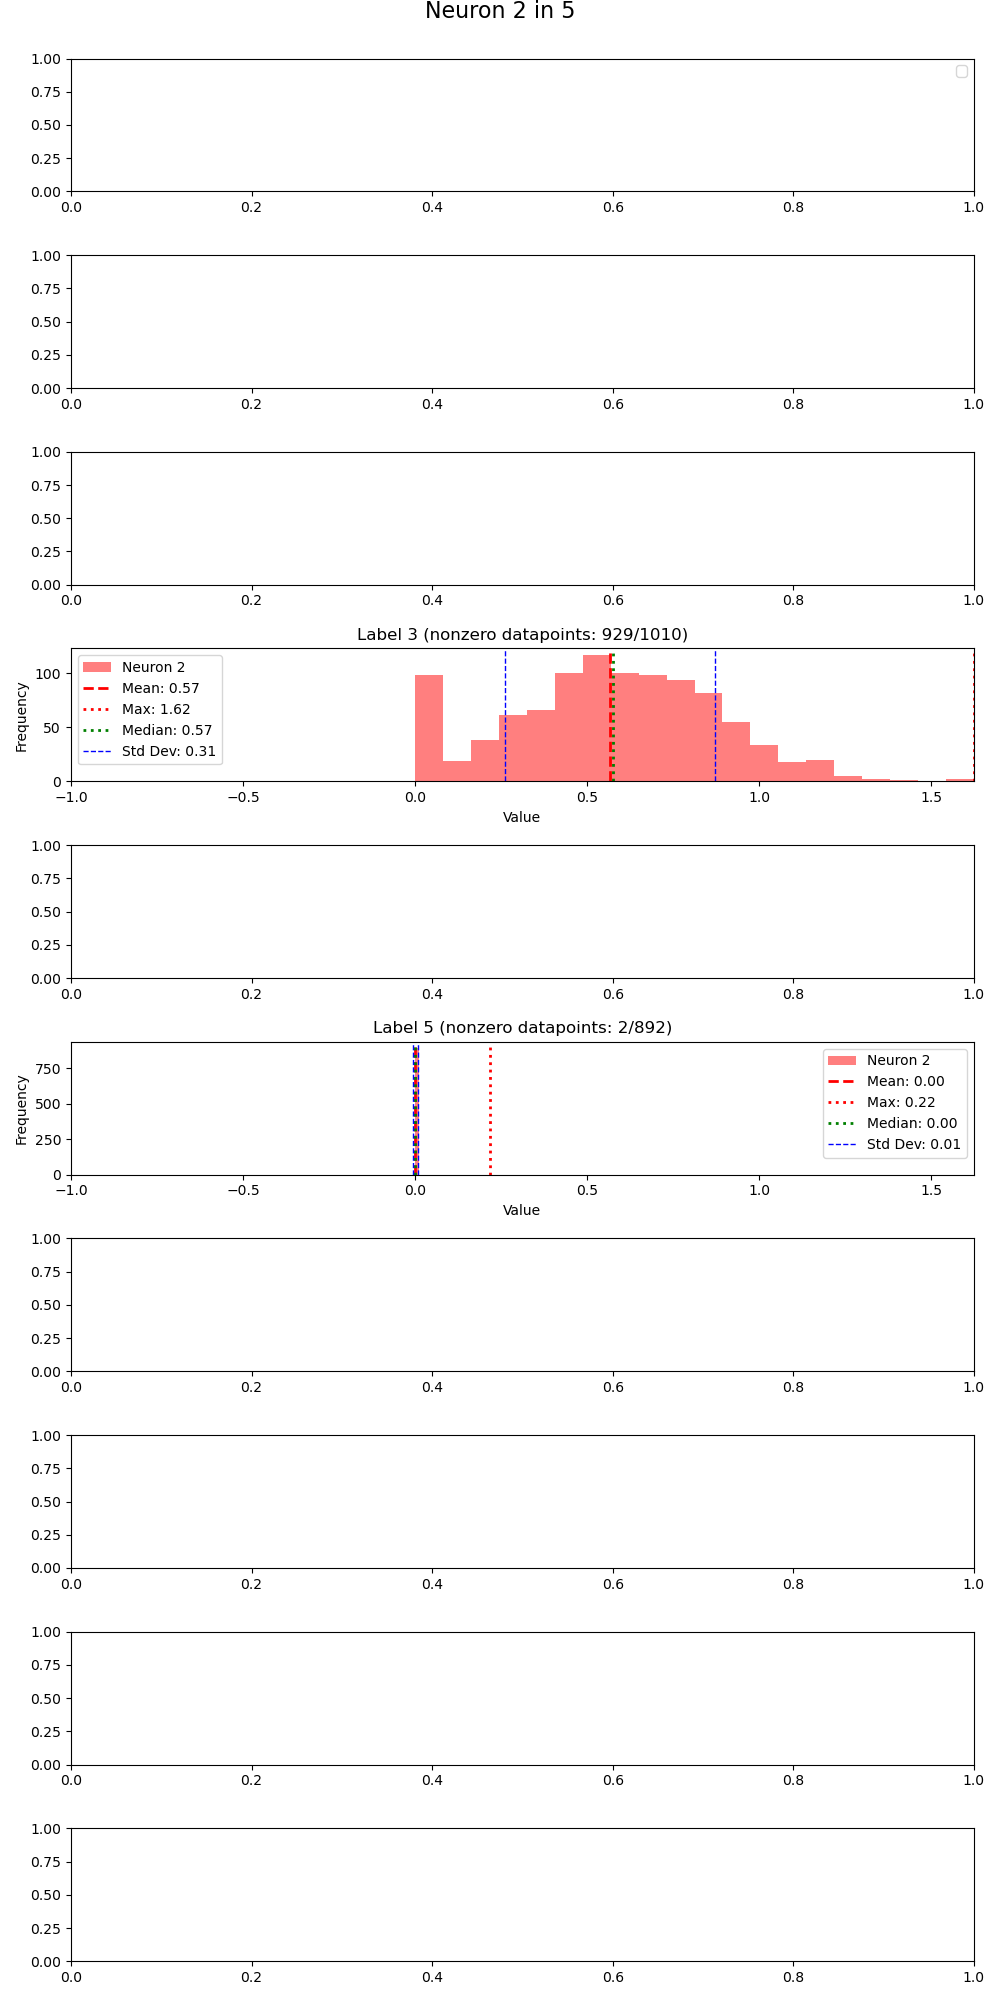 Neuron 2 in 5
1.00
0.75
0.50
0.25
0.00
0.0 0.2 0.4 0.6 0.8 1.0
1.00
0.75
0.50
0.25
0.00
0.0 0.2 0.4 0.6 0.8 1.0
1.00
0.75
0.50
0.25
0.00
0.0 0.2 0.4 0.6 0.8 1.0
Label 3 (nonzero datapoints: 929/1010)
Frequency
100
50
0
Neuron 2
Mean: 0.57
Max: 1.62
Median: 0.57
Std Dev: 0.31
−1.0 −0.5 0.0 0.5 1.0 1.5
Value
1.00
0.75
0.50
0.25
0.00
0.0 0.2 0.4 0.6 0.8 1.0
Label 5 (nonzero datapoints: 2/892)
Frequency
750
500
250
0
Neuron 2
Mean: 0.00
Max: 0.22
Median: 0.00
Std Dev: 0.01
−1.0 −0.5 0.0 0.5 1.0 1.5
Value
1.00
0.75
0.50
0.25
0.00
0.0 0.2 0.4 0.6 0.8 1.0
1.00
0.75
0.50
0.25
0.00
0.0 0.2 0.4 0.6 0.8 1.0
1.00
0.75
0.50
0.25
0.00
0.0 0.2 0.4 0.6 0.8 1.0
1.00
0.75
0.50
0.25
0.00
0.0 0.2 0.4 0.6 0.8 1.0